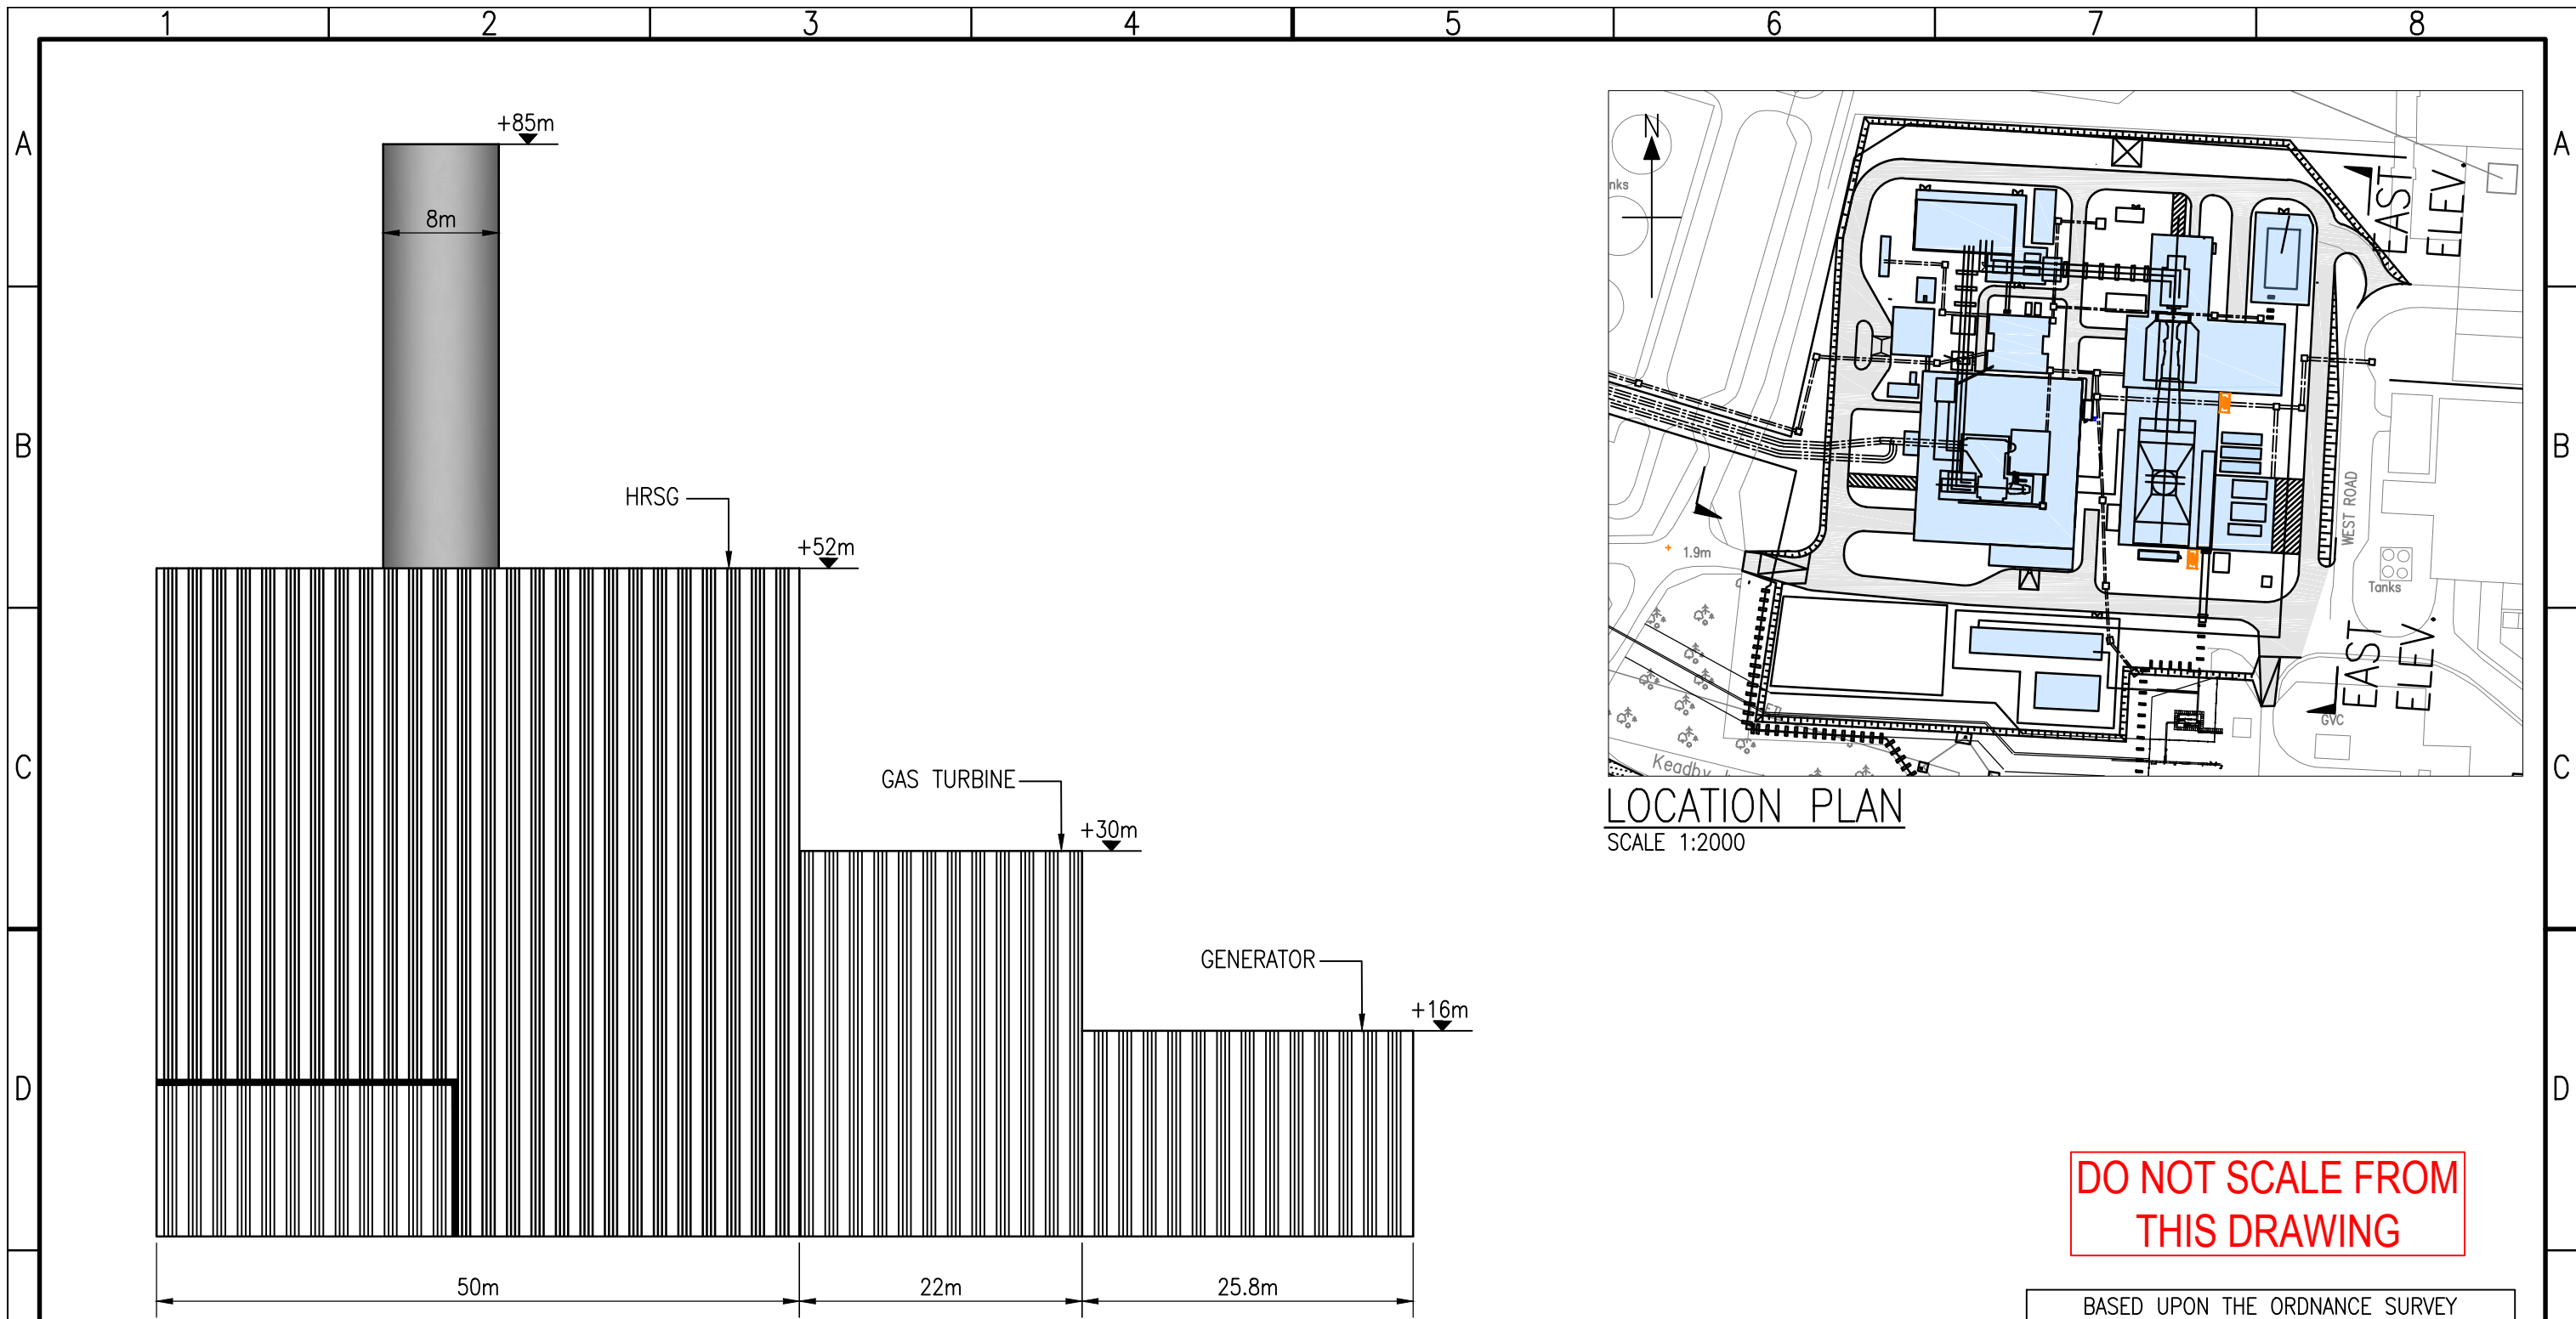 1 2 3 4 5 6 7 8
A
A
+85m
8m
N
nks
EAST
ELEV.
B
B
HRSG
+52m
WEST ROAD
1.9m
Tanks
EAST
ELEV.
GVC
Keadby
C
C
GAS TURBINE
+30m
LOCATION PLAN
SCALE 1:2000
GENERATOR
+16m
D
D
DO NOT SCALE FROM
THIS DRAWING
50m
22m
25.8m
BASED UPON THE ORDNANCE SURVEY